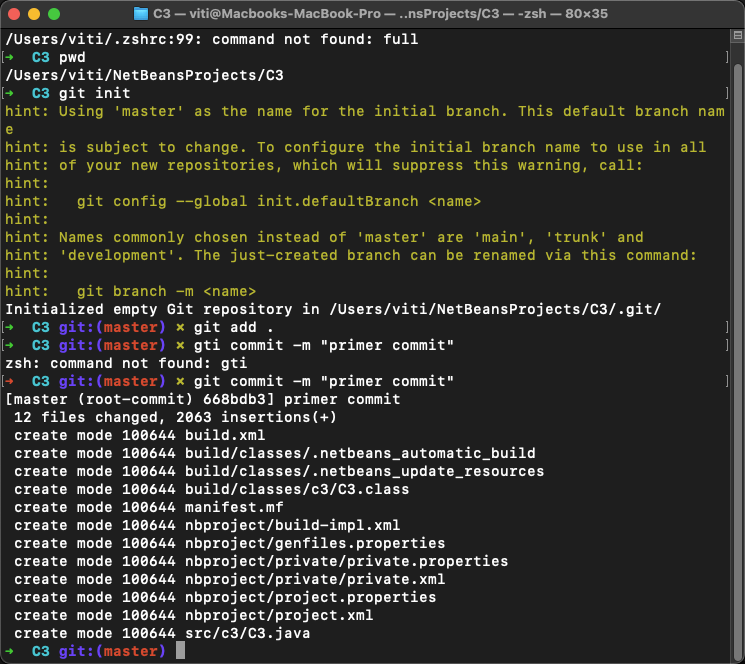 C3 — viti@Macbooks-MacBook-Pro — ..nsProjects/C3 — -zsh — 80×35
/Users/viti/.zshrc:99: command not found: full
[➜  C3 pwd ]
/Users/viti/NetBeansProjects/C3
[➜  C3 git init ]
hint: Using 'master' as the name for the initial branch. This default branch nam
e
hint: is subject to change. To configure the initial branch name to use in all
hint: of your new repositories, which will suppress this warning, call:
hint:
hint:   git config --global init.defaultBranch <name>
hint:
hint: Names commonly chosen instead of 'master' are 'main', 'trunk' and
hint: 'development'. The just-created branch can be renamed via this command:
hint:
hint:   git branch -m <name>
Initialized empty Git repository in /Users/viti/NetBeansProjects/C3/.git/
[➜  C3 git:(master) ✗ git add . ]
[➜  C3 git:(master) ✗ gti commit -m "primer commit" ]
zsh: command not found: gti
[➜  C3 git:(master) ✗ git commit -m "primer commit" ]
[master (root-commit) 668bdb3] primer commit
 12 files changed, 2063 insertions(+)
 create mode 100644 build.xml
 create mode 100644 build/classes/.netbeans_automatic_build
 create mode 100644 build/classes/.netbeans_update_resources
 create mode 100644 build/classes/c3/C3.class
 create mode 100644 manifest.mf
 create mode 100644 nbproject/build-impl.xml
 create mode 100644 nbproject/genfiles.properties
 create mode 100644 nbproject/private/private.properties
 create mode 100644 nbproject/private/private.xml
 create mode 100644 nbproject/project.properties
 create mode 100644 nbproject/project.xml
 create mode 100644 src/c3/C3.java
➜  C3 git:(master)